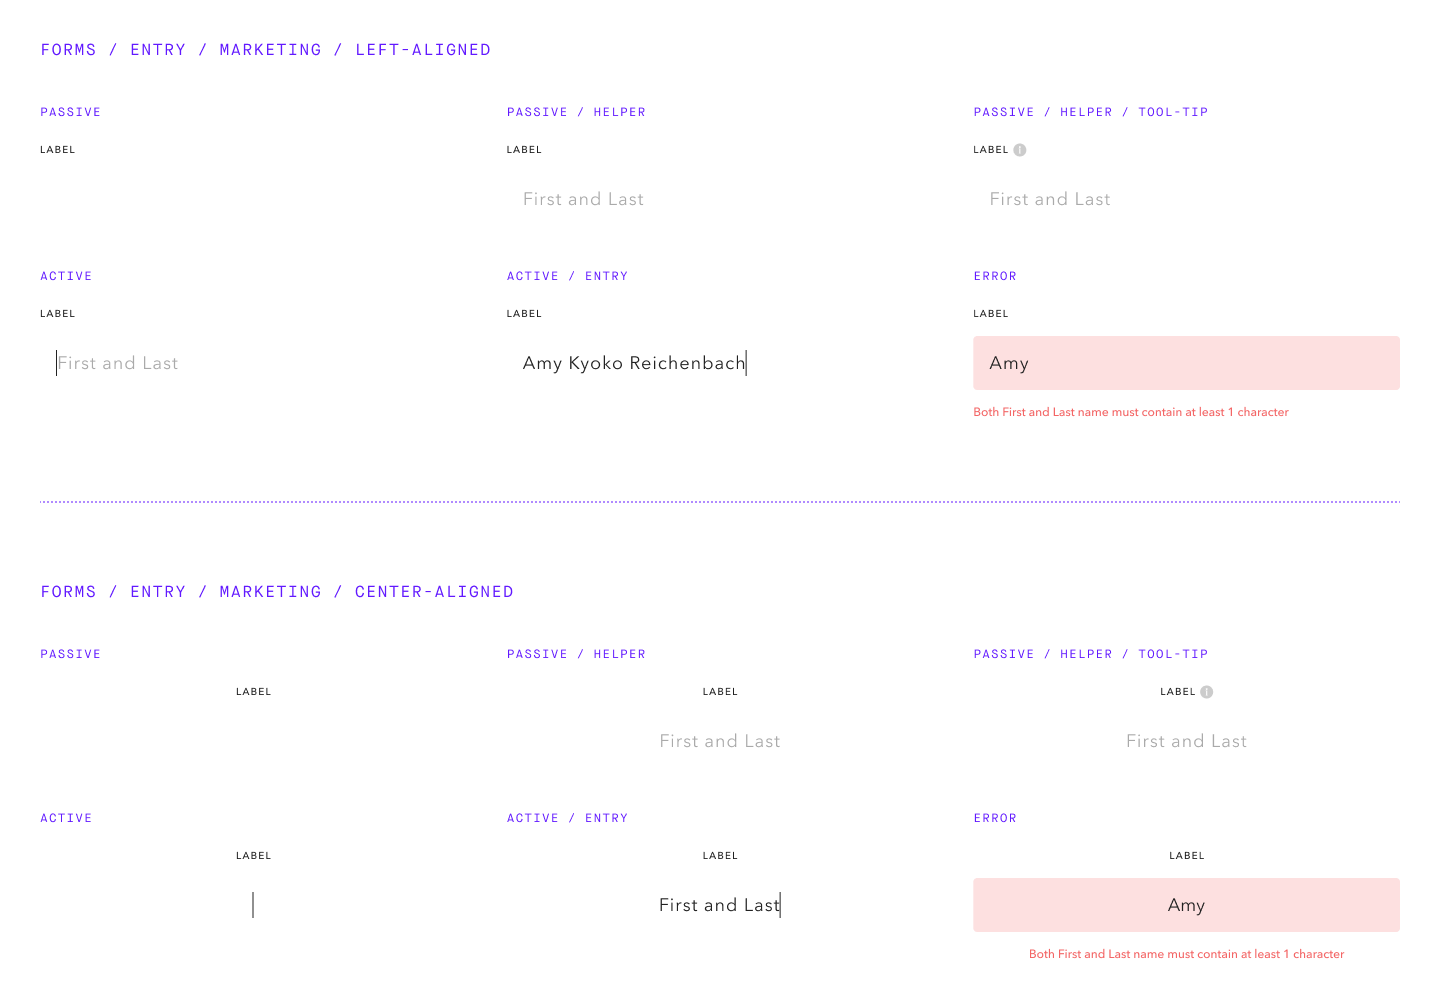 FORMS / ENTRY / MARKETING / LEFT-ALIGNED
PASSIVE
PASSIVE / HELPER
PASSIVE / HELPER / TOOL-TIP
LABEL
LABEL
LABEL
First and Last
First and Last
ACTIVE
ACTIVE / ENTRY
ERROR
LABEL
LABEL
LABEL
First and Last
Amy Kyoko Reichenbach
Amy
Both First and Last name must contain at least 1 character
FORMS / ENTRY / MARKETING / CENTER-ALIGNED
PASSIVE
PASSIVE / HELPER
PASSIVE / HELPER / TOOL-TIP
LABEL
LABEL
LABEL
First and Last
First and Last
ACTIVE
ACTIVE / ENTRY
ERROR
LABEL
LABEL
LABEL
First and Last
Amy
Both First and Last name must contain at least 1 character